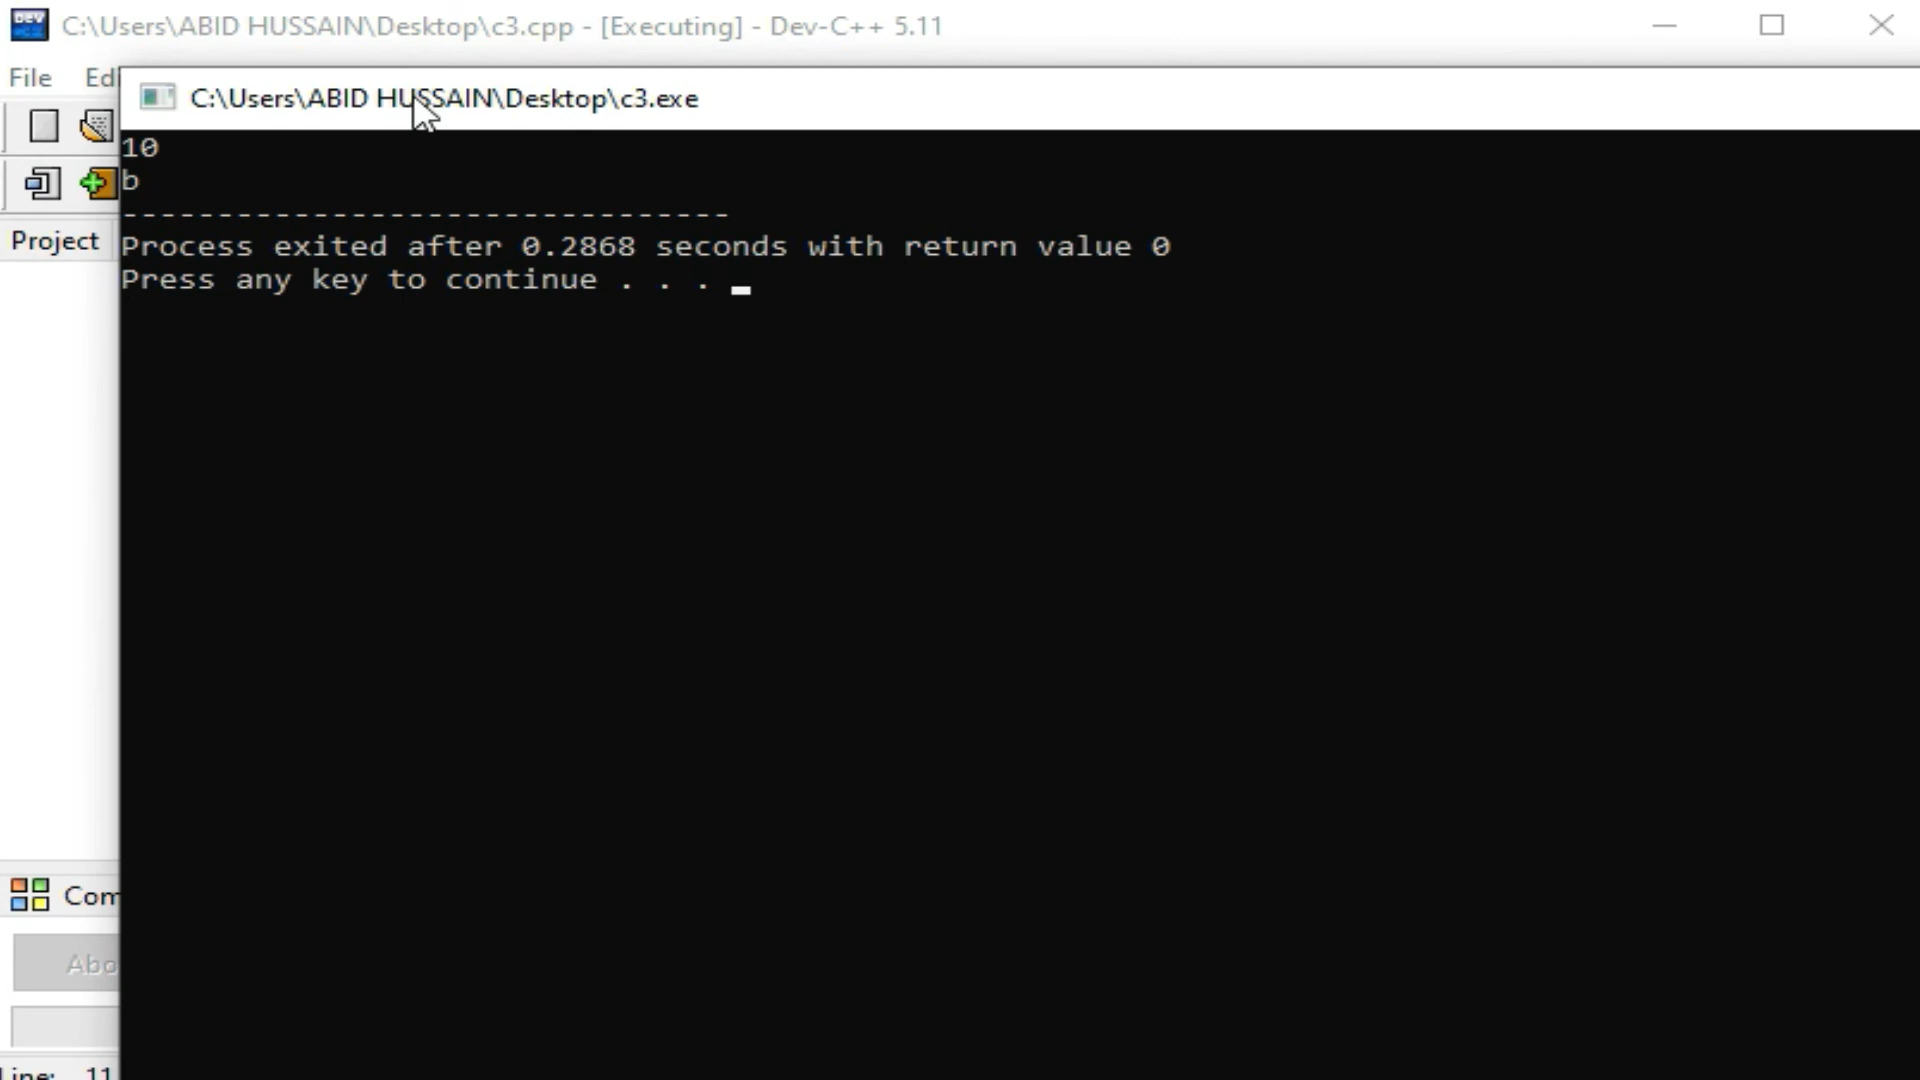 C:\Users\ABID HUSSAIN\Desktop\c3.cpp - [Executing] - Dev-C++ 5.11
File Edi
C:\Users\ABID HUSSAIN\Desktop\c3.exe
10
b
--------------------------------
Process exited after 0.2868 seconds with return value 0
Press any key to continue . . .
Project
Com
Abo
Line: 11